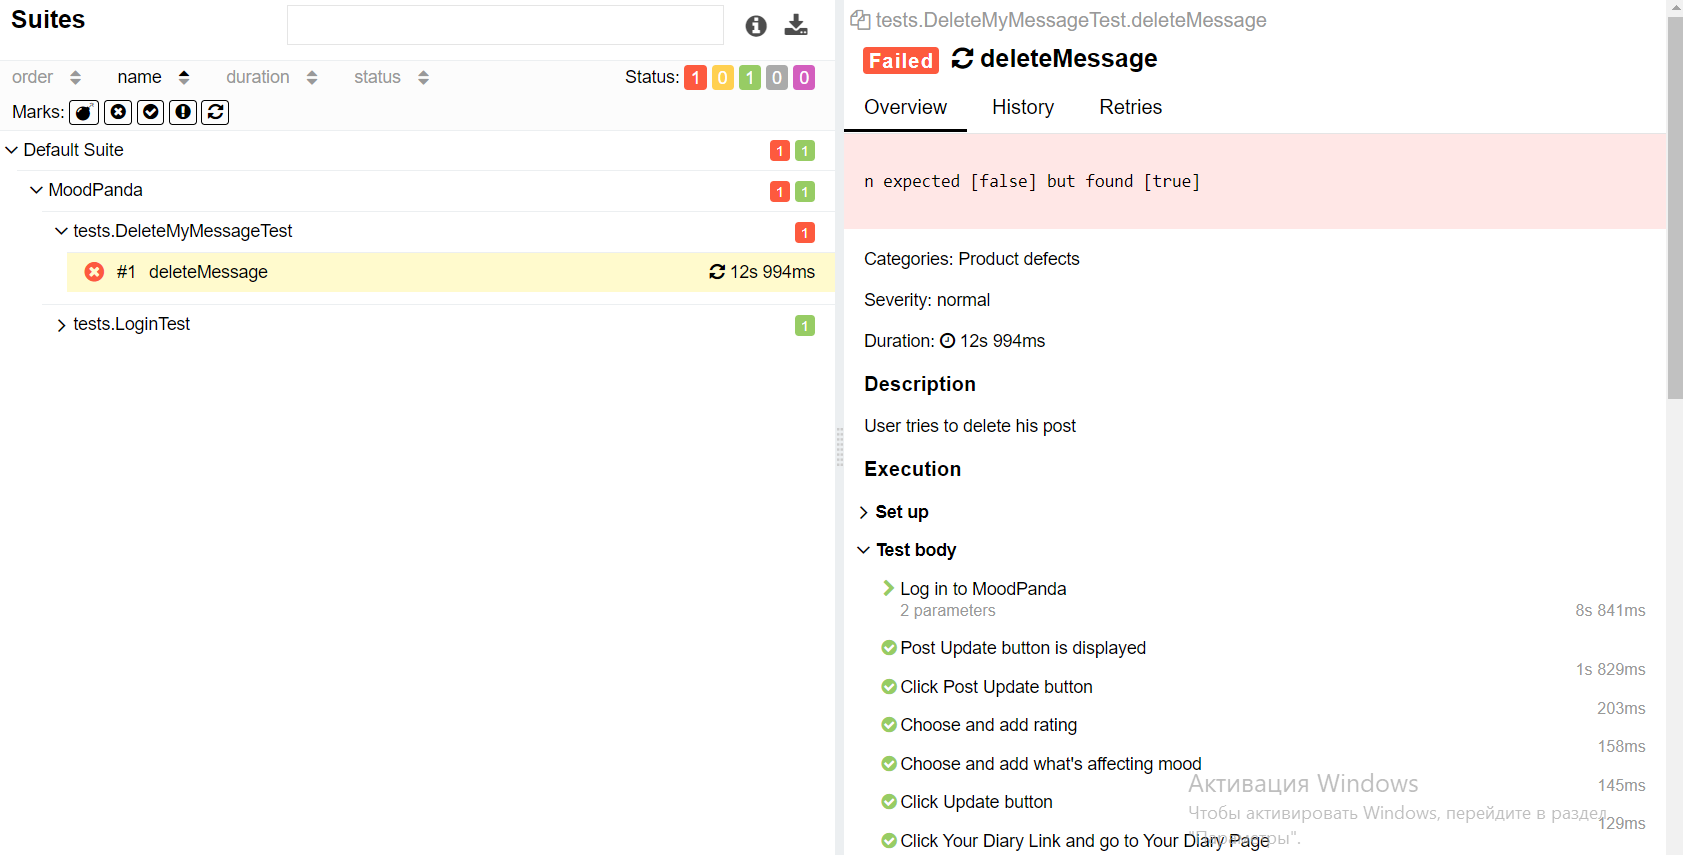 Suites
order name duration status Status: 1 0 1 0 0
Marks:
Default Suite 1 1
MoodPanda 1 1
tests.DeleteMyMessageTest 1
#1 deleteMessage 12s 994ms
tests.LoginTest 1
tests.DeleteMyMessageTest.deleteMessage
Failed deleteMessage
Overview History Retries
n expected [false] but found [true]
Categories: Product defects
Severity: normal
Duration: 12s 994ms
Description
User tries to delete his post
Execution
Set up
Test body
Log in to MoodPanda
2 parameters 8s 841ms
Post Update button is displayed
1s 829ms
Click Post Update button
203ms
Choose and add rating
158ms
Choose and add what's affecting mood
145ms
Click Update button
129ms
Click Your Diary Link and go to Your Diary Page
Активация Windows
Чтобы активировать Windows, перейдите в раздел
"Параметры".